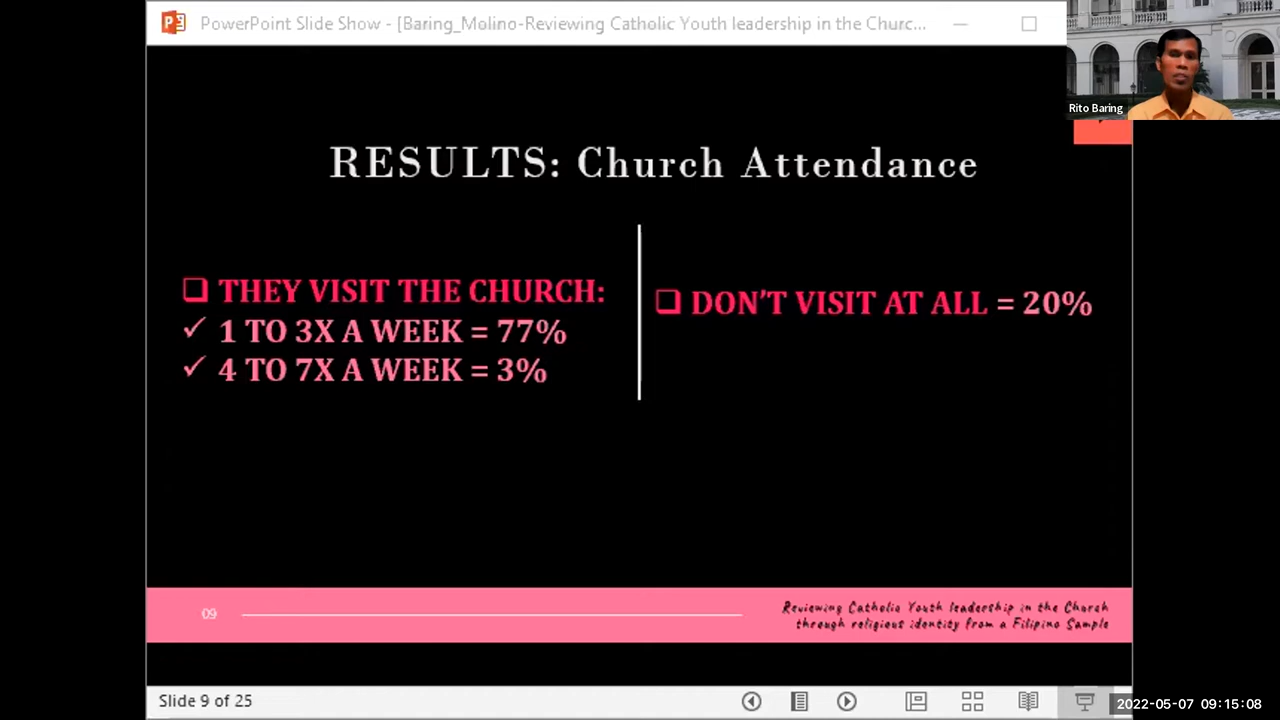 PowerPoint Slide Show - [Baring_Molino-Reviewing Catholic Youth leadership in the Churc...
Rito Baring
RESULTS: Church Attendance
❑ THEY VISIT THE CHURCH:
✓ 1 TO 3X A WEEK = 77%
✓ 4 TO 7X A WEEK = 3%
❑ DON'T VISIT AT ALL = 20%
09
Reviewing Catholic Youth leadership in the Church
through religious identity from a Filipino Sample
Slide 9 of 25
2022-05-07 09:15:08